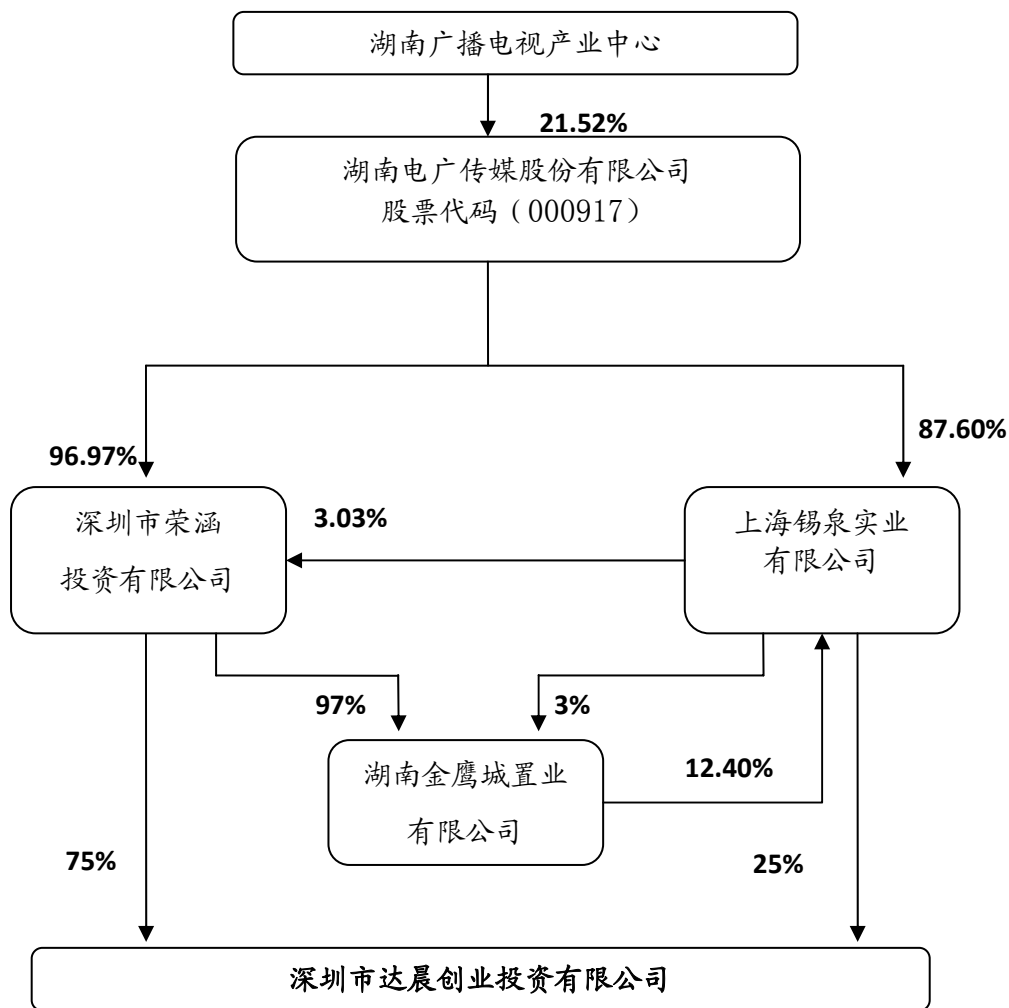 湖南广播电视产业中心
21.52%
湖南电广传媒股份有限公司
股票代码（000917）
87.60%
96.97%
深圳市荣涵
投资有限公司
3.03%
上海锡泉实业
有限公司
97%
3%
湖南金鹰城置业
有限公司
12.40%
75%
25%
深圳市达晨创业投资有限公司